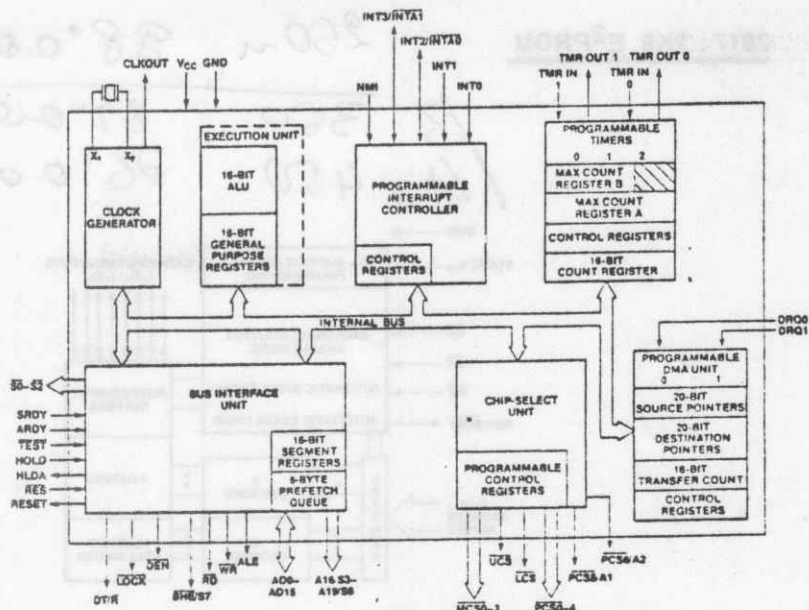 INT3/INTA1
INT2/INTA0
INT1
INT0
NMI
CLKOUT
VCC GND
TMR OUT 1
TMR OUT 0
TMR IN
1
TMR IN
0
X1 X2
CLOCK
GENERATOR
EXECUTION UNIT
16-BIT
ALU
16-BIT
GENERAL
PURPOSE
REGISTERS
PROGRAMMABLE
INTERRUPT
CONTROLLER
CONTROL
REGISTERS
PROGRAMMABLE
TIMERS
0 1 2
MAX COUNT
REGISTER B
MAX COUNT
REGISTER A
CONTROL REGISTERS
16-BIT
COUNT REGISTER
INTERNAL BUS
DRQ0
DRQ1
S0-S2
SRDY
ARDY
TEST
HOLD
HLDA
RES
RESET
BUS INTERFACE
UNIT
16-BIT
SEGMENT
REGISTERS
6-BYTE
PREFETCH
QUEUE
CHIP-SELECT
UNIT
PROGRAMMABLE
CONTROL
REGISTERS
PROGRAMMABLE
DMA UNIT
0 1
20-BIT
SOURCE POINTERS
20-BIT
DESTINATION
POINTERS
16-BIT
TRANSFER COUNT
CONTROL
REGISTERS
DT/R
LOCK
DEN
BHE/S7
RD
WR
ALE
AD0-
AD15
A16/S3-
A19/S6
UCS
LCS
PCS6/A2
PCS5/A1
MCS0-3
PCS0-4